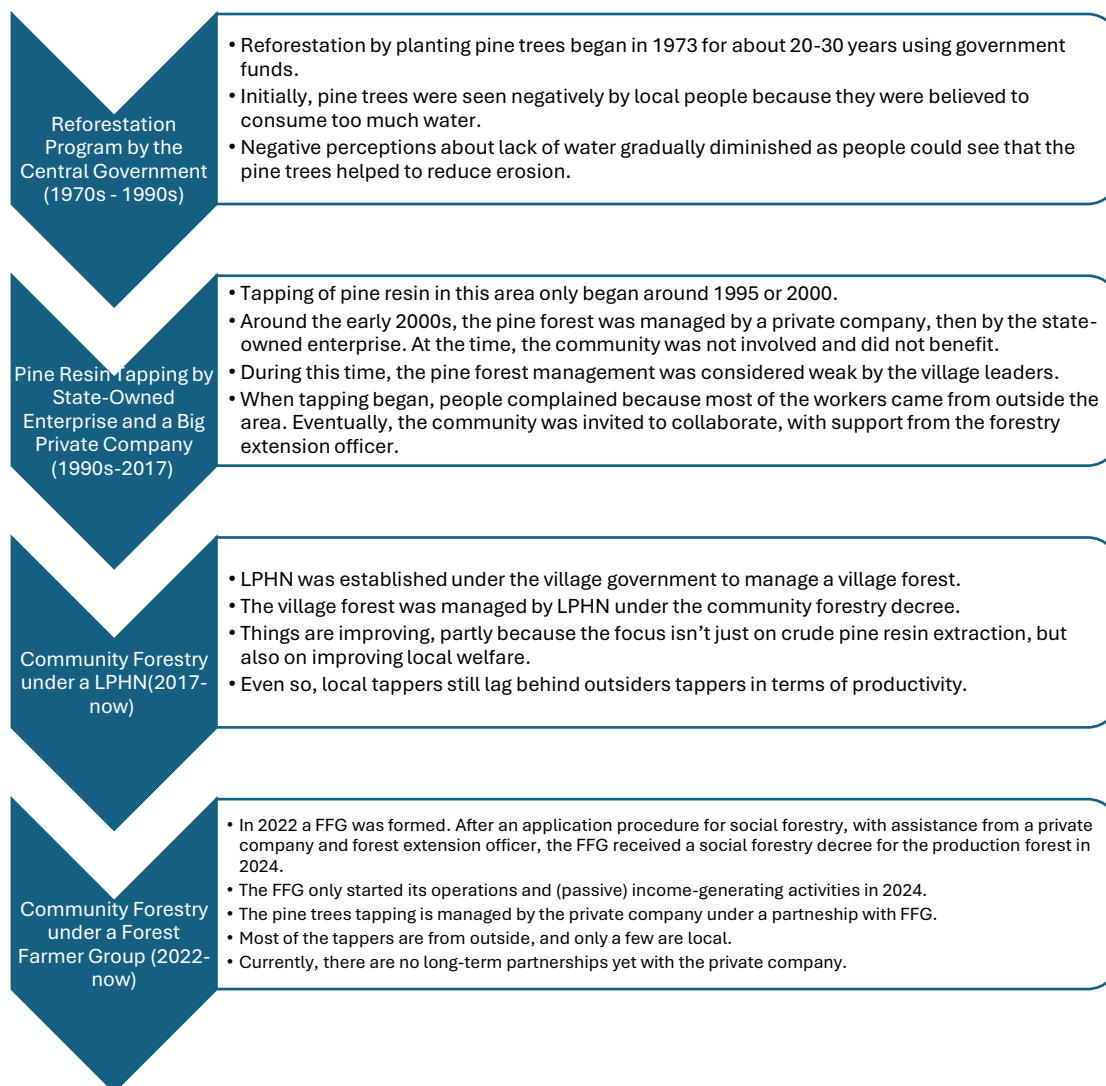 Reforestation
Program by the
Central Government
(1970s - 1990s)
• Reforestation by planting pine trees began in 1973 for about 20-30 years using government
funds.
• Initially, pine trees were seen negatively by local people because they were believed to
consume too much water.
• Negative perceptions about lack of water gradually diminished as people could see that the
pine trees helped to reduce erosion.
Pine Resin Tapping by
State-Owned
Enterprise and a Big
Private Company
(1990s-2017)
• Tapping of pine resin in this area only began around 1995 or 2000.
• Around the early 2000s, the pine forest was managed by a private company, then by the state-
owned enterprise. At the time, the community was not involved and did not benefit.
• During this time, the pine forest management was considered weak by the village leaders.
• When tapping began, people complained because most of the workers came from outside the
area. Eventually, the community was invited to collaborate, with support from the forestry
extension officer.
Community Forestry
under a LPHN(2017-
now)
• LPHN was established under the village government to manage a village forest.
• The village forest was managed by LPHN under the community forestry decree.
• Things are improving, partly because the focus isn’t just on crude pine resin extraction, but
also on improving local welfare.
• Even so, local tappers still lag behind outsiders tappers in terms of productivity.
Community Forestry
under a Forest
Farmer Group (2022-
now)
• In 2022 a FFG was formed. After an application procedure for social forestry, with assistance from a private
company and forest extension officer, the FFG received a social forestry decree for the production forest in
2024.
• The FFG only started its operations and (passive) income-generating activities in 2024.
• The pine trees tapping is managed by the private company under a partneship with FFG.
• Most of the tappers are from outside, and only a few are local.
• Currently, there are no long-term partnerships yet with the private company.